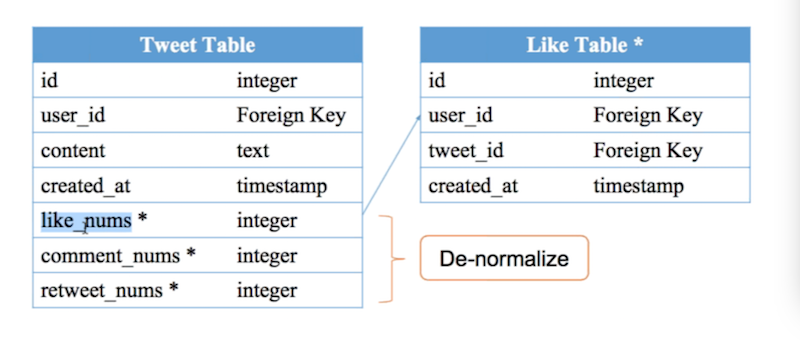 Tweet Table
id integer
user_id Foreign Key
content text
created_at timestamp
like_nums * integer
comment_nums * integer
retweet_nums * integer
Like Table *
id integer
user_id Foreign Key
tweet_id Foreign Key
created_at timestamp
De-normalize